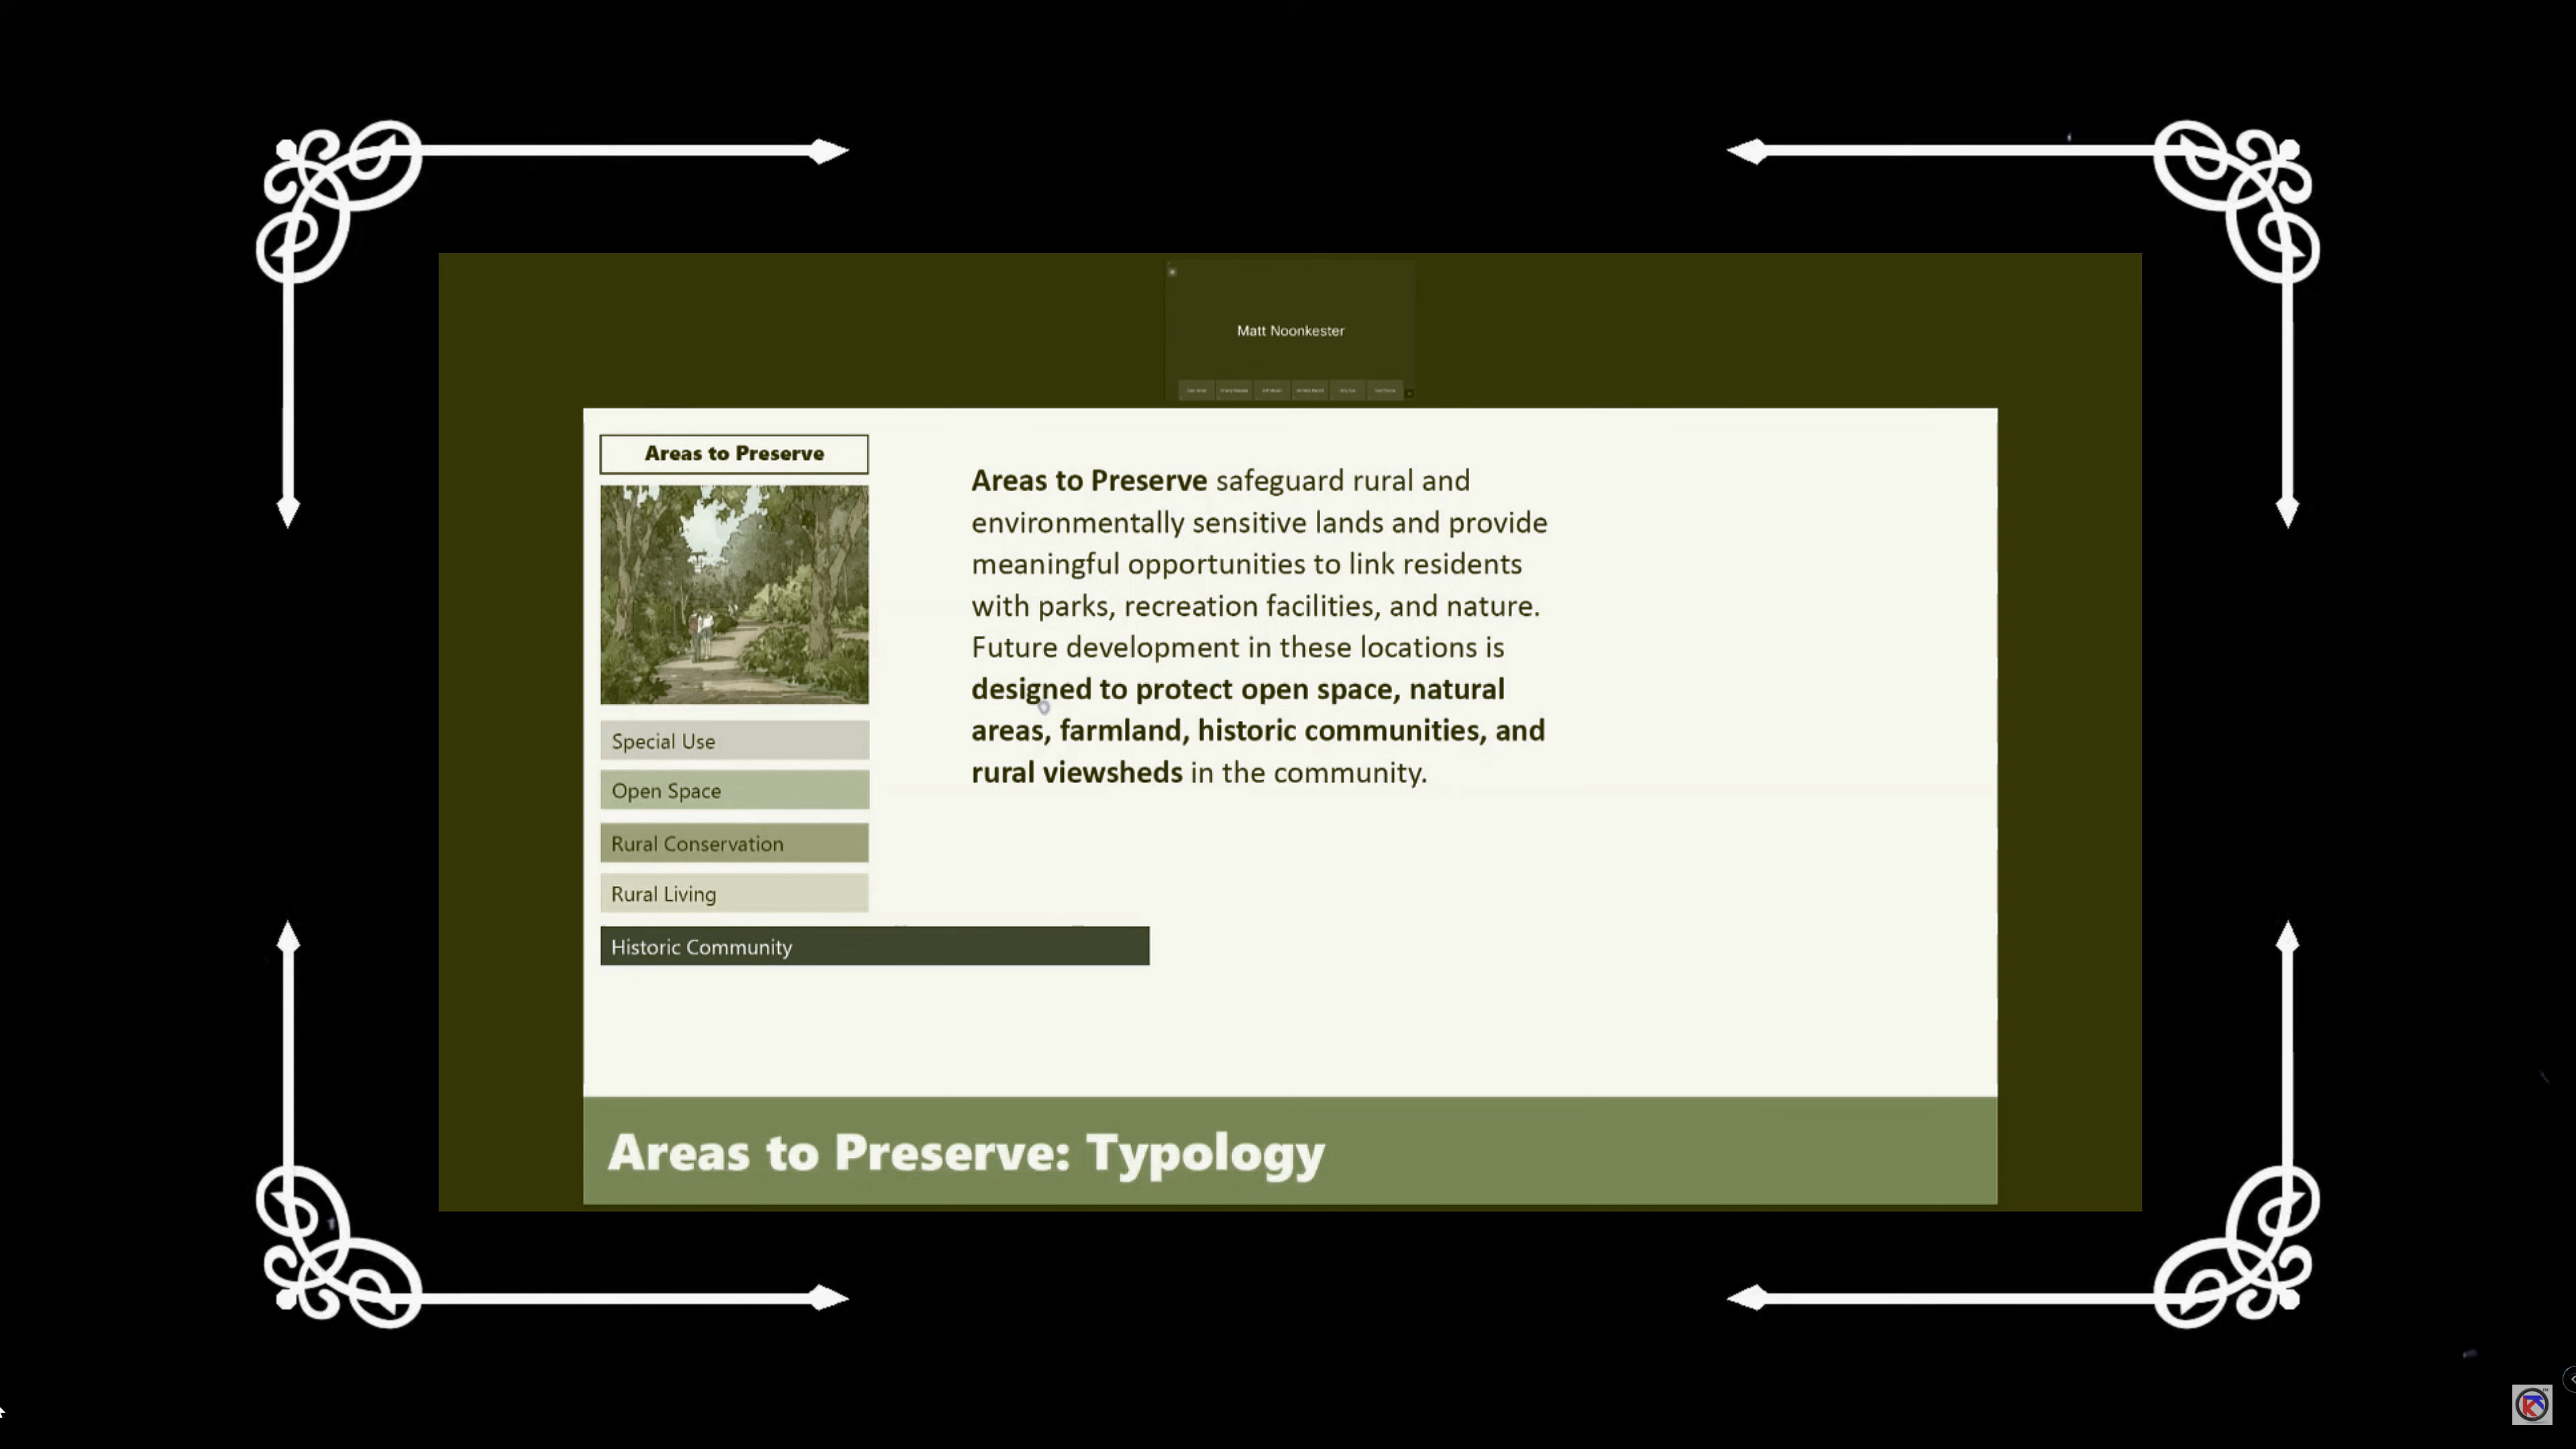 Matt Noonkester
Areas to Preserve
Areas to Preserve safeguard rural and
environmentally sensitive lands and provide
meaningful opportunities to link residents
with parks, recreation facilities, and nature.
Future development in these locations is
designed to protect open space, natural
areas, farmland, historic communities, and
rural viewsheds in the community.
Special Use
Open Space
Rural Conservation
Rural Living
Historic Community
Areas to Preserve: Typology